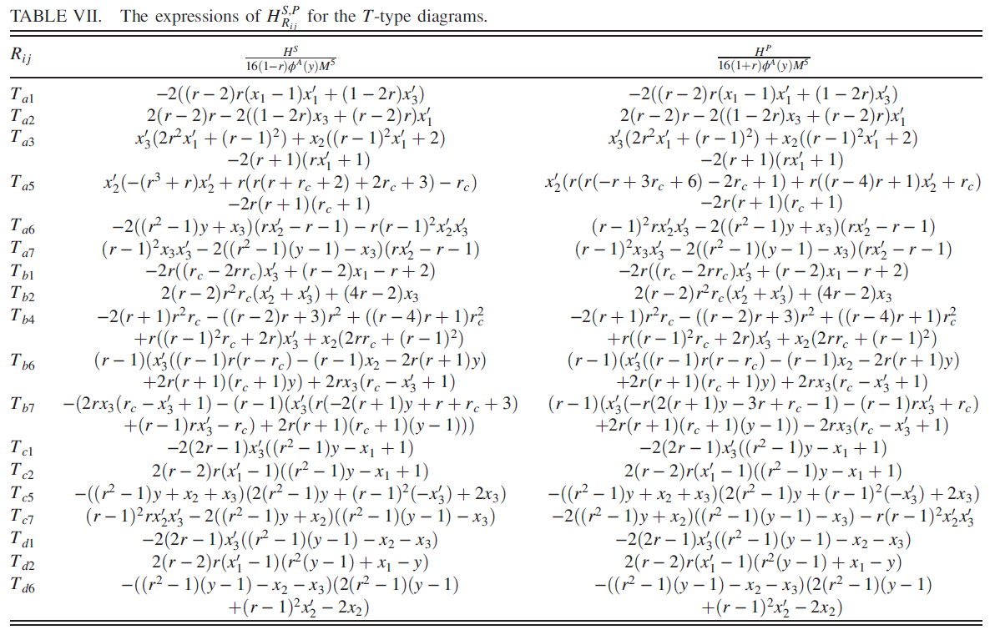 TABLE VII. The expressions of $H^{S,P}_{R_{ij}}$ for the T-type diagrams.
$R_{ij}$ $\frac{H^S}{16(1-r)\phi^A(y)M^5}$ $\frac{H^P}{16(1+r)\phi^A(y)M^5}$
$T_{a1}$ $-2((r-2)r(x_1-1)x_1'+(1-2r)x_3')$ $-2((r-2)r(x_1-1)x_1'+(1-2r)x_3')$
$T_{a2}$ $2(r-2)r-2((1-2r)x_3+(r-2)r)x_1'$ $2(r-2)r-2((1-2r)x_3+(r-2)r)x_1'$
$T_{a3}$ $x_3'(2r^2x_1'+(r-1)^2)+x_2((r-1)^2x_1'+2)$ $x_3'(2r^2x_1'+(r-1)^2)+x_2((r-1)^2x_1'+2)$
$-2(r+1)(rx_1'+1)$ $-2(r+1)(rx_1'+1)$
$T_{a5}$ $x_2'(-(r^3+r)x_2'+r(r(r+r_c+2)+2r_c+3)-r_c)$ $x_2'(r(r(-r+3r_c+6)-2r_c+1)+r((r-4)r+1)x_2'+r_c)$
$-2r(r+1)(r_c+1)$ $-2r(r+1)(r_c+1)$
$T_{a6}$ $-2((r^2-1)y+x_3)(rx_2'-r-1)-r(r-1)^2x_2'x_3'$ $(r-1)^2rx_2'x_3'-2((r^2-1)y+x_3)(rx_2'-r-1)$
$T_{a7}$ $(r-1)^2x_3x_3'-2((r^2-1)(y-1)-x_3)(rx_2'-r-1)$ $(r-1)^2x_3x_3'-2((r^2-1)(y-1)-x_3)(rx_2'-r-1)$
$T_{b1}$ $-2r((r_c-2rr_c)x_3'+(r-2)x_1-r+2)$ $-2r((r_c-2rr_c)x_3'+(r-2)x_1-r+2)$
$T_{b2}$ $2(r-2)r^2r_c(x_2'+x_3')+(4r-2)x_3$ $2(r-2)r^2r_c(x_2'+x_3')+(4r-2)x_3$
$T_{b4}$ $-2(r+1)r^2r_c-((r-2)r+3)r^2+((r-4)r+1)r_c^2$ $-2(r+1)r^2r_c-((r-2)r+3)r^2+((r-4)r+1)r_c^2$
$+r((r-1)^2r_c+2r)x_3'+x_2(2rr_c+(r-1)^2)$ $+r((r-1)^2r_c+2r)x_3'+x_2(2rr_c+(r-1)^2)$
$T_{b6}$ $(r-1)(x_3'((r-1)r(r-r_c)-(r-1)x_2-2r(r+1)y)$ $(r-1)(x_3'((r-1)r(r-r_c)-(r-1)x_2-2r(r+1)y)$
$+2r(r+1)(r_c+1)y)+2rx_3(r_c-x_3'+1)$ $+2r(r+1)(r_c+1)y)+2rx_3(r_c-x_3'+1)$
$T_{b7}$ $-(2rx_3(r_c-x_3'+1)-(r-1)(x_3'(r(-2(r+1)y+r+r_c+3)$ $(r-1)(x_3'(-r(2(r+1)y-3r+r_c-1)-(r-1)rx_3'+r_c)$
$+(r-1)rx_3'-r_c)+2r(r+1)(r_c+1)(y-1)))$ $+2r(r+1)(r_c+1)(y-1))-2rx_3(r_c-x_3'+1)$
$T_{c1}$ $-2(2r-1)x_3'((r^2-1)y-x_1+1)$ $-2(2r-1)x_3'((r^2-1)y-x_1+1)$
$T_{c2}$ $2(r-2)r(x_1'-1)((r^2-1)y-x_1+1)$ $2(r-2)r(x_1'-1)((r^2-1)y-x_1+1)$
$T_{c5}$ $-((r^2-1)y+x_2+x_3)(2(r^2-1)y+(r-1)^2(-x_3')+2x_3)$ $-((r^2-1)y+x_2+x_3)(2(r^2-1)y+(r-1)^2(-x_3')+2x_3)$
$T_{c7}$ $(r-1)^2rx_2'x_3'-2((r^2-1)y+x_2)((r^2-1)(y-1)-x_3)$ $-2((r^2-1)y+x_2)((r^2-1)(y-1)-x_3)-r(r-1)^2x_2'x_3'$
$T_{d1}$ $-2(2r-1)x_3'((r^2-1)(y-1)-x_2-x_3)$ $-2(2r-1)x_3'((r^2-1)(y-1)-x_2-x_3)$
$T_{d2}$ $2(r-2)r(x_1'-1)(r^2(y-1)+x_1-y)$ $2(r-2)r(x_1'-1)(r^2(y-1)+x_1-y)$
$T_{d6}$ $-((r^2-1)(y-1)-x_2-x_3)(2(r^2-1)(y-1)$ $-((r^2-1)(y-1)-x_2-x_3)(2(r^2-1)(y-1)$
$+(r-1)^2x_2'-2x_2)$ $+(r-1)^2x_2'-2x_2)$